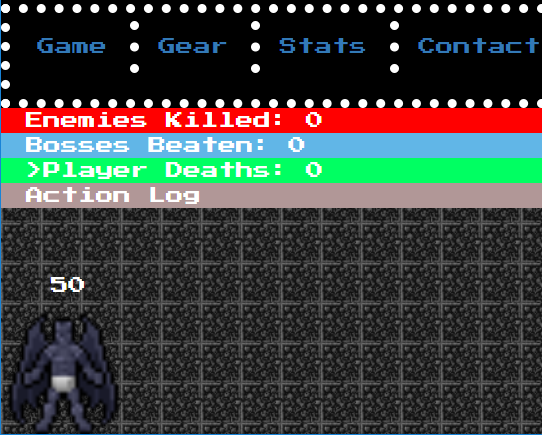 Game Gear Stats Contact
Enemies Killed: 0
Bosses Beaten: 0
>Player Deaths: 0
Action Log
50